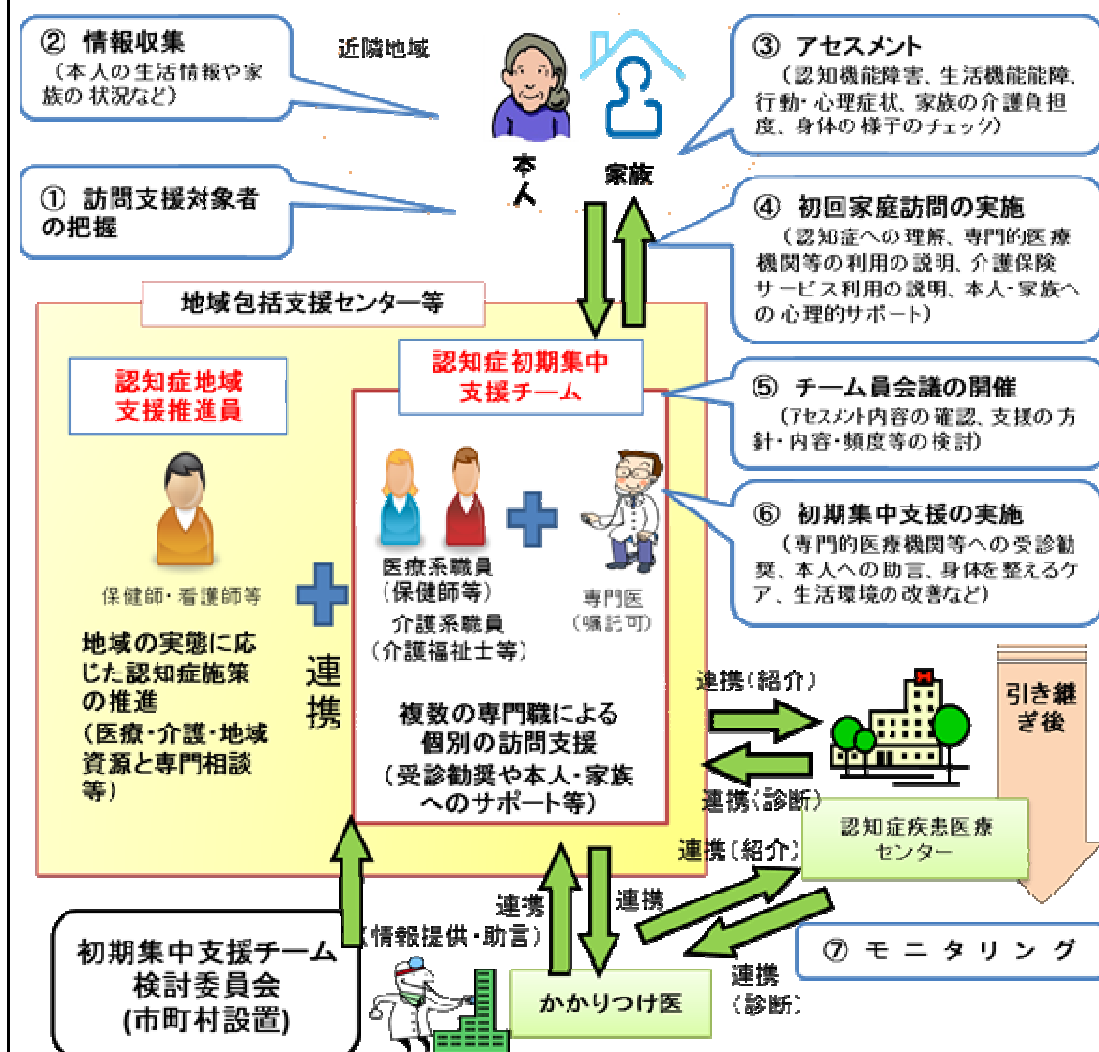 ② 情報収集
（本人の生活情報や家
族の状況など）
近隣地域
本
人
家族
③ アセスメント
（認知機能障害、生活機能能障、
行動・心理症状、家族の介護負担
度、身体の様子のチェック）
① 訪問支援対象者
の把握
④ 初回家庭訪問の実施
（認知症への理解、専門的医療
機関等の利用の説明、介護保険
サービス利用の説明、本人・家族へ
の心理的サポート）
地域包括支援センター等
認知症地域
支援推進員
認知症初期集中
支援チーム
⑤ チーム員会議の開催
（アセスメント内容の確認、支援の方
針・内容・頻度等の検討）
⑥ 初期集中支援の実施
（専門的医療機関等への受診勧
奨、本人への助言、身体を整えるケ
ア、生活環境の改善など）
保健師・看護師等
地域の実態に応
じた認知症施策
の推進
（医療・介護・地域
資源と専門相談
等）
連
携
医療系職員
（保健師等）
介護系職員
（介護福祉士等）
専門医
（嘱託可）
複数の専門職による
個別の訪問支援
（受診勧奨や本人・家族
へのサポート等）
連携（紹介）
連携（診断）
引き継
ぎ後
認知症疾患医療
センター
連携（紹介）
連携
（情報提供・助言）
連携
連携
（診断）
初期集中支援チーム
検討委員会
(市町村設置)
かかりつけ医
⑦ モニタリング